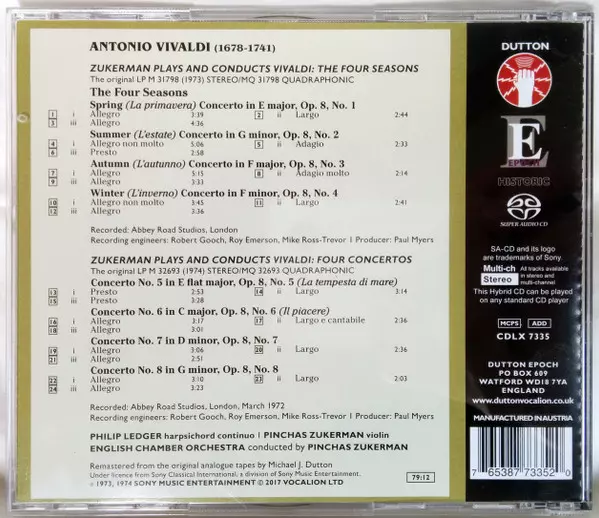 ANTONIO VIVALDI (1678-1741)
ZUKERMAN PLAYS AND CONDUCTS VIVALDI: THE FOUR SEASONS
The original LP M 31798 (1973) STEREO/MQ 31798 QUADRAPHONIC
The Four Seasons
Spring (La primavera) Concerto in E major, Op. 8, No. 1
1 i Allegro 3:39 2 ii Largo 2:44
3 iii Allegro 4:36
Summer (L'estate) Concerto in G minor, Op. 8, No. 2
4 i Allegro non molto 5:06 5 ii Adagio 2:33
6 iii Presto 2:58
Autumn (L'autunno) Concerto in F major, Op. 8, No. 3
7 i Allegro 5:15 8 ii Adagio molto 2:14
9 iii Allegro 3:33
Winter (L'inverno) Concerto in F minor, Op. 8, No. 4
10 i Allegro non molto 3:45 11 ii Largo 2:41
12 iii Allegro 3:36
Recorded: Abbey Road Studios, London
Recording engineers: Robert Gooch, Roy Emerson, Mike Ross-Trevor | Producer: Paul Myers
ZUKERMAN PLAYS AND CONDUCTS VIVALDI: FOUR CONCERTOS
The original LP M 32693 (1974) STEREO/MQ 32693 QUADRAPHONIC
Concerto No. 5 in E flat major, Op. 8, No. 5 (La tempesta di mare)
13 i Presto 2:53 14 ii Largo 3:14
15 iii Presto 3:28
Concerto No. 6 in C major, Op. 8, No. 6 (Il piacere)
16 i Allegro 3:17 17 ii Largo e cantabile 2:36
18 iii Allegro 3:01
Concerto No. 7 in D minor, Op. 8, No. 7
19 i Allegro 3:06 20 ii Largo 2:36
21 iii Allegro 2:51
Concerto No. 8 in G minor, Op. 8, No. 8
22 i Allegro 3:10 23 ii Largo 2:03
24 iii Allegro 3:23
Recorded: Abbey Road Studios, London, March 1972
Recording engineers: Robert Gooch, Roy Emerson, Mike Ross-Trevor | Producer: Paul Myers
PHILIP LEDGER harpsichord continuo | PINCHAS ZUKERMAN violin
ENGLISH CHAMBER ORCHESTRA conducted by PINCHAS ZUKERMAN
Remastered from the original analogue tapes by Michael J. Dutton
Under licence from Sony Classical International, a division of Sony Music Entertainment.
℗ 1973, 1974 SONY MUSIC ENTERTAINMENT © 2017 VOCALION LTD
79:12
DUTTON
E
EPOCH
HISTORIC
SUPER AUDIO CD
SA-CD and its logo
are trademarks of Sony.
Multi-ch
Stereo
All tracks available
in stereo and
multi-channel
This Hybrid CD can be played
on any standard CD player
MCPS ADD
CDLX 7335
DUTTON EPOCH
PO BOX 609
WATFORD WD18 7YA
ENGLAND
www.duttonvocalion.co.uk
MANUFACTURED IN AUSTRIA
7 65387 73352 0